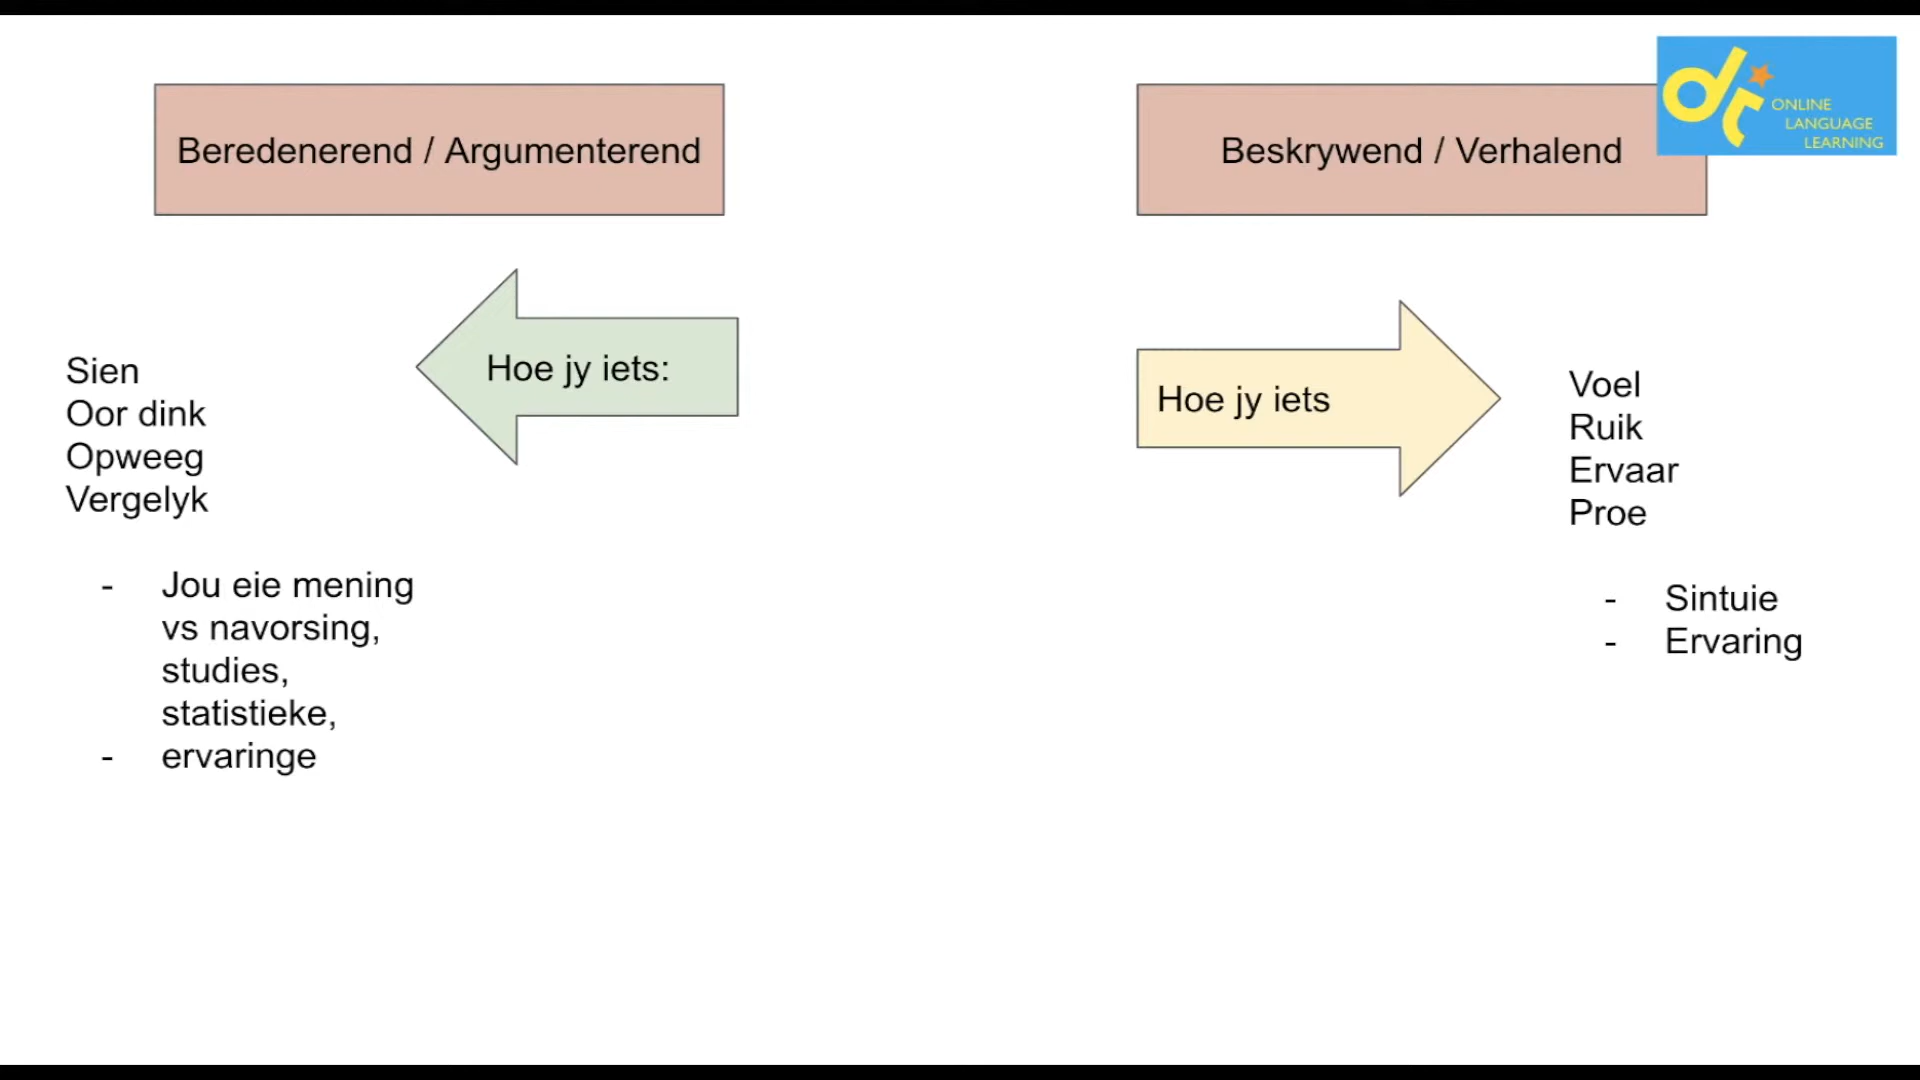 Beredenerend / Argumenterend
Hoe jy iets:
Sien
Oor dink
Opweeg
Vergelyk
- Jou eie mening
vs navorsing,
studies,
statistieke,
- ervaringe
Beskrywend / Verhalend
Hoe jy iets
Voel
Ruik
Ervaar
Proe
- Sintuie
- Ervaring
dt
ONLINE
LANGUAGE
LEARNING